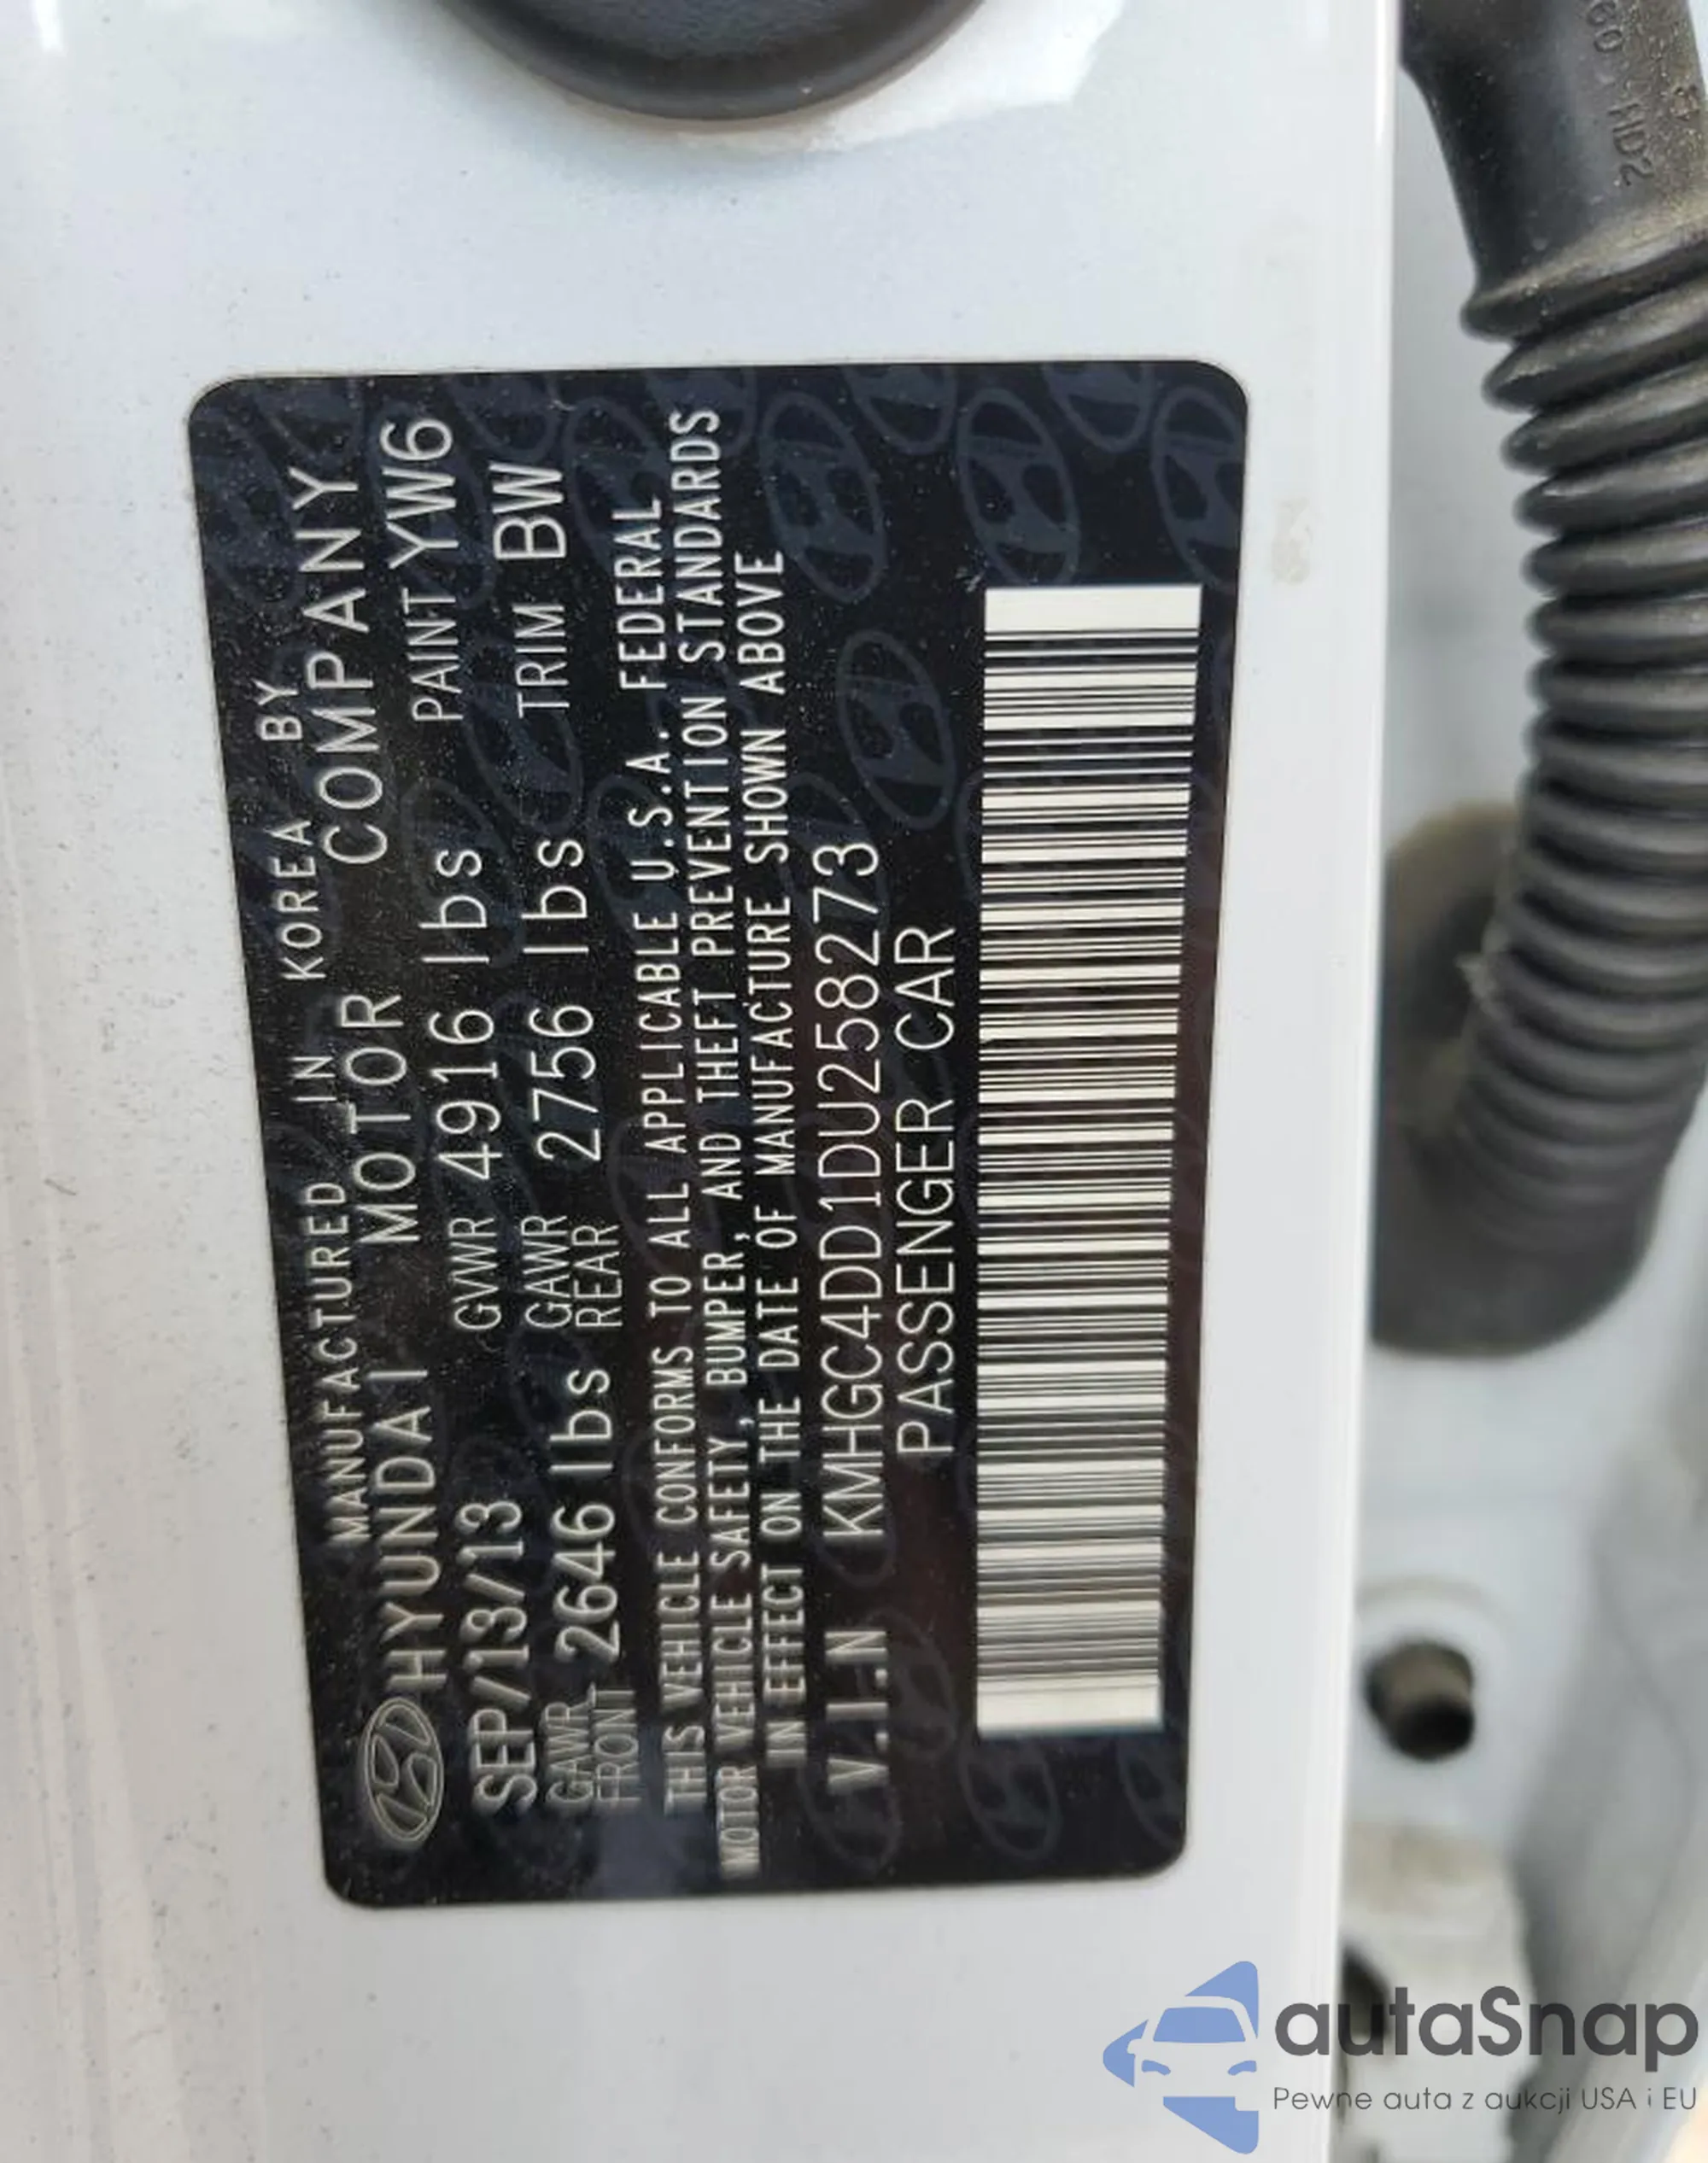 MANUFACTURED IN KOREA BY
HYUNDAI MOTOR COMPANY
SEP/13/13 GVWR 4916 lbs PAINT YW6
GAWR FRONT 2646 lbs GAWR REAR 2756 lbs TRIM BW
THIS VEHICLE CONFORMS TO ALL APPLICABLE U.S.A. FEDERAL
MOTOR VEHICLE SAFETY, BUMPER, AND THEFT PREVENTION STANDARDS
IN EFFECT ON THE DATE OF MANUFACTURE SHOWN ABOVE
V.I.N KMHGC4DD1DU258273
PASSENGER CAR
autaSnap
Pewne auta z aukcji USA i EU